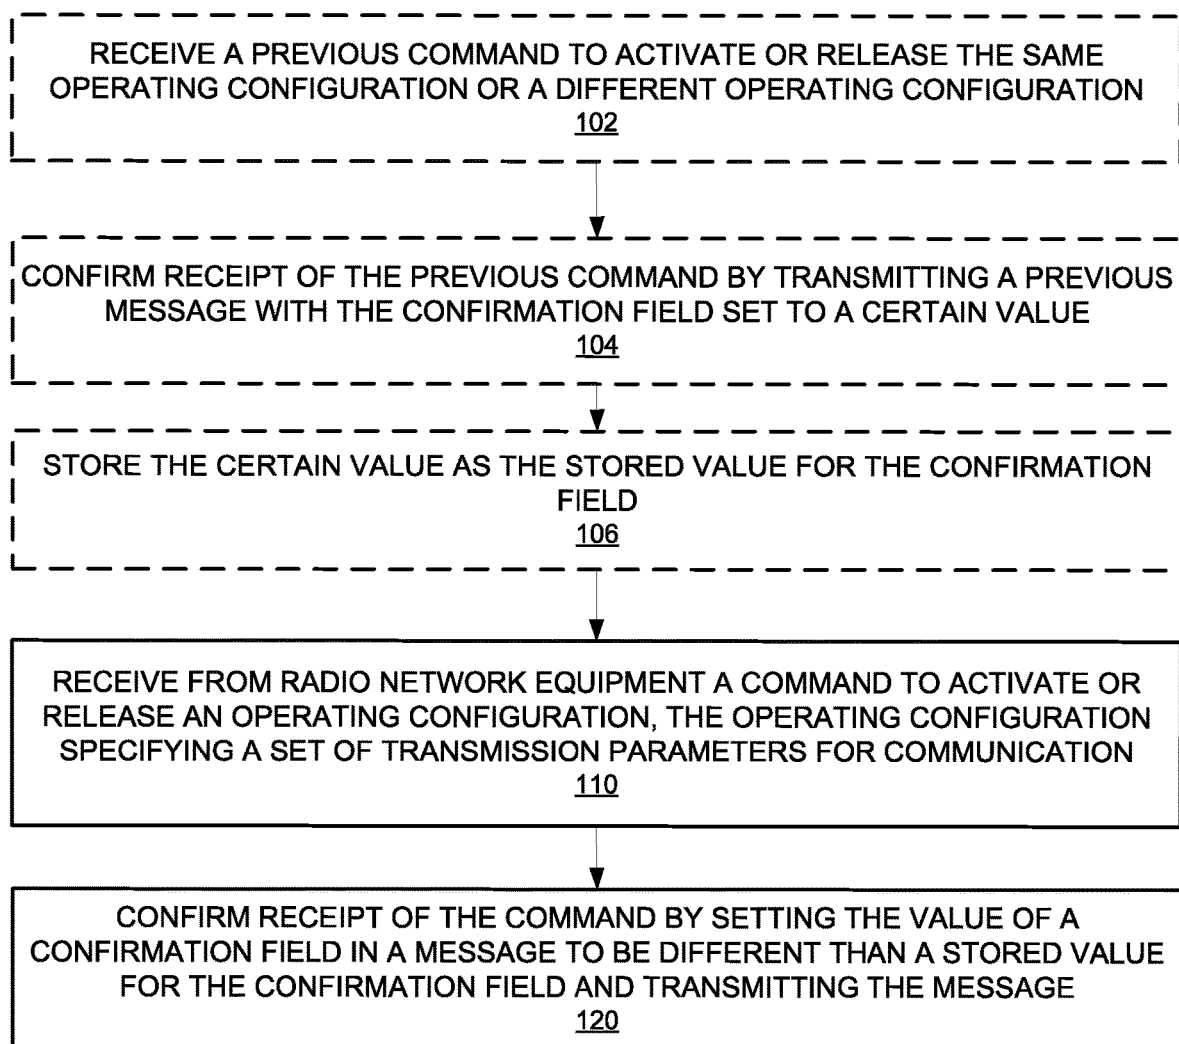 RECEIVE A PREVIOUS COMMAND TO ACTIVATE OR RELEASE THE SAME
OPERATING CONFIGURATION OR A DIFFERENT OPERATING CONFIGURATION
102
CONFIRM RECEIPT OF THE PREVIOUS COMMAND BY TRANSMITTING A PREVIOUS
MESSAGE WITH THE CONFIRMATION FIELD SET TO A CERTAIN VALUE
104
STORE THE CERTAIN VALUE AS THE STORED VALUE FOR THE CONFIRMATION
FIELD
106
RECEIVE FROM RADIO NETWORK EQUIPMENT A COMMAND TO ACTIVATE OR
RELEASE AN OPERATING CONFIGURATION, THE OPERATING CONFIGURATION
SPECIFYING A SET OF TRANSMISSION PARAMETERS FOR COMMUNICATION
110
CONFIRM RECEIPT OF THE COMMAND BY SETTING THE VALUE OF A
CONFIRMATION FIELD IN A MESSAGE TO BE DIFFERENT THAN A STORED VALUE
FOR THE CONFIRMATION FIELD AND TRANSMITTING THE MESSAGE
120